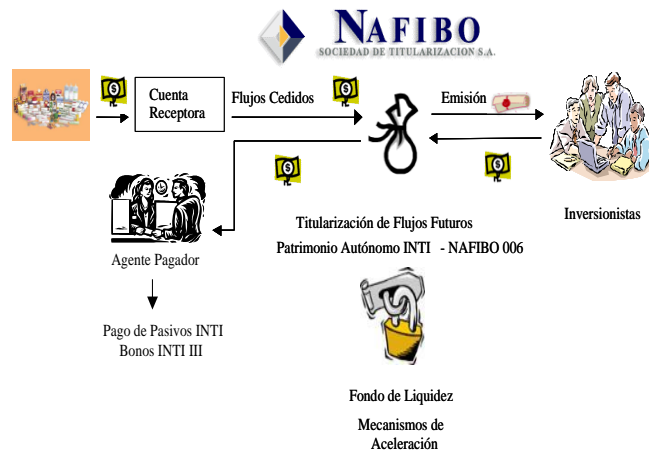 NAFIBO
SOCIEDAD DE TITULARIZACION S.A.
Cuenta
Receptora
Flujos Cedidos
Emisión
Inversionistas
Titularización de Flujos Futuros
Patrimonio Autónomo INTI - NAFIBO 006
Agente Pagador
Pago de Pasivos INTI
Bonos INTI III
Fondo de Liquidez
Mecanismos de
Aceleración